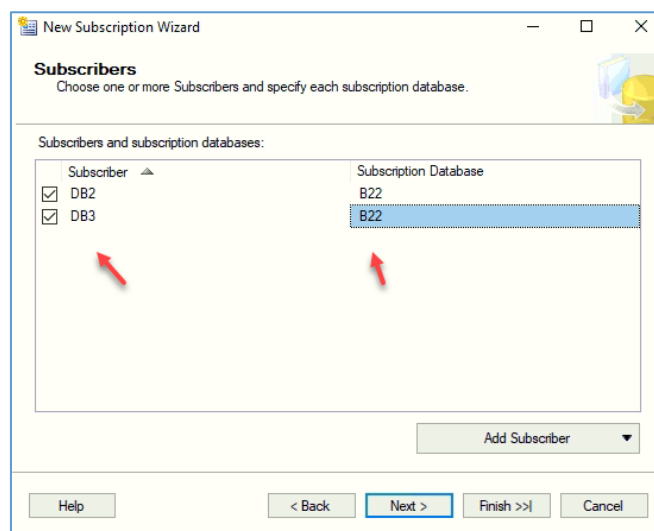 New Subscription Wizard
Subscribers
Choose one or more Subscribers and specify each subscription database.
Subscribers and subscription databases:
Subscriber Subscription Database
DB2 B22
DB3 B22
Add Subscriber
Help < Back Next > Finish >>| Cancel